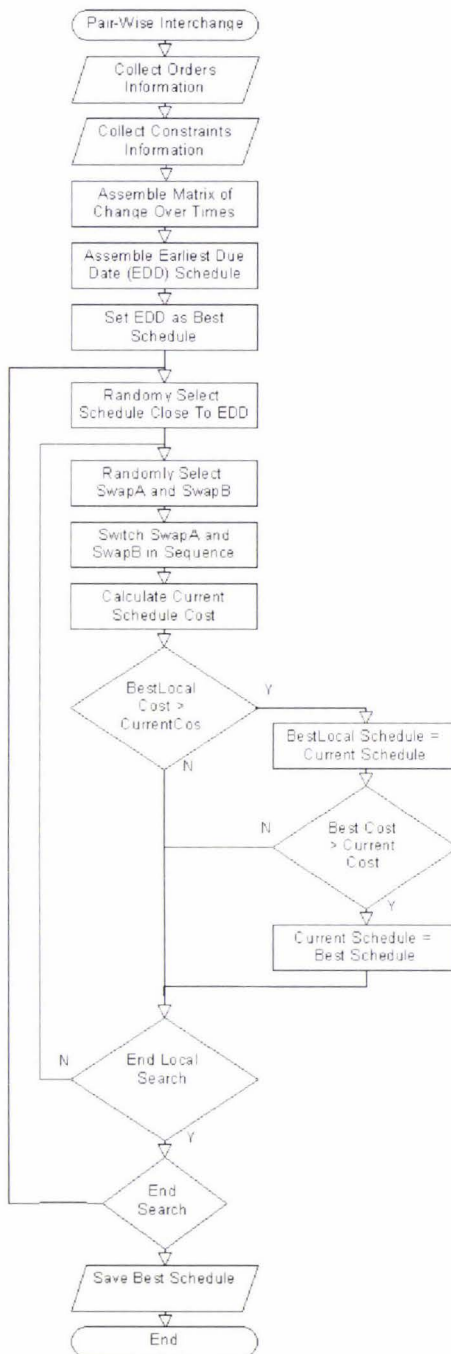 Pair-Wise Interchange
Collect Orders
Information
Collect Constraints
Information
Assemble Matrix of
Change Over Times
Assemble Earliest Due
Date (EDD) Schedule
Set EDD as Best
Schedule
Randomy Select
Schedule Close To EDD
Randomly Select
SwapA and SwapB
Switch SwapA and
SwapB in Sequence
Calculate Current
Schedule Cost
BestLocal
Cost >
CurrentCos
Y
N
BestLocal Schedule =
Current Schedule
Best Cost
> Current
Cost
N
Y
Current Schedule =
Best Schedule
End Local
Search
N
Y
End
Search
Save Best Schedule
End